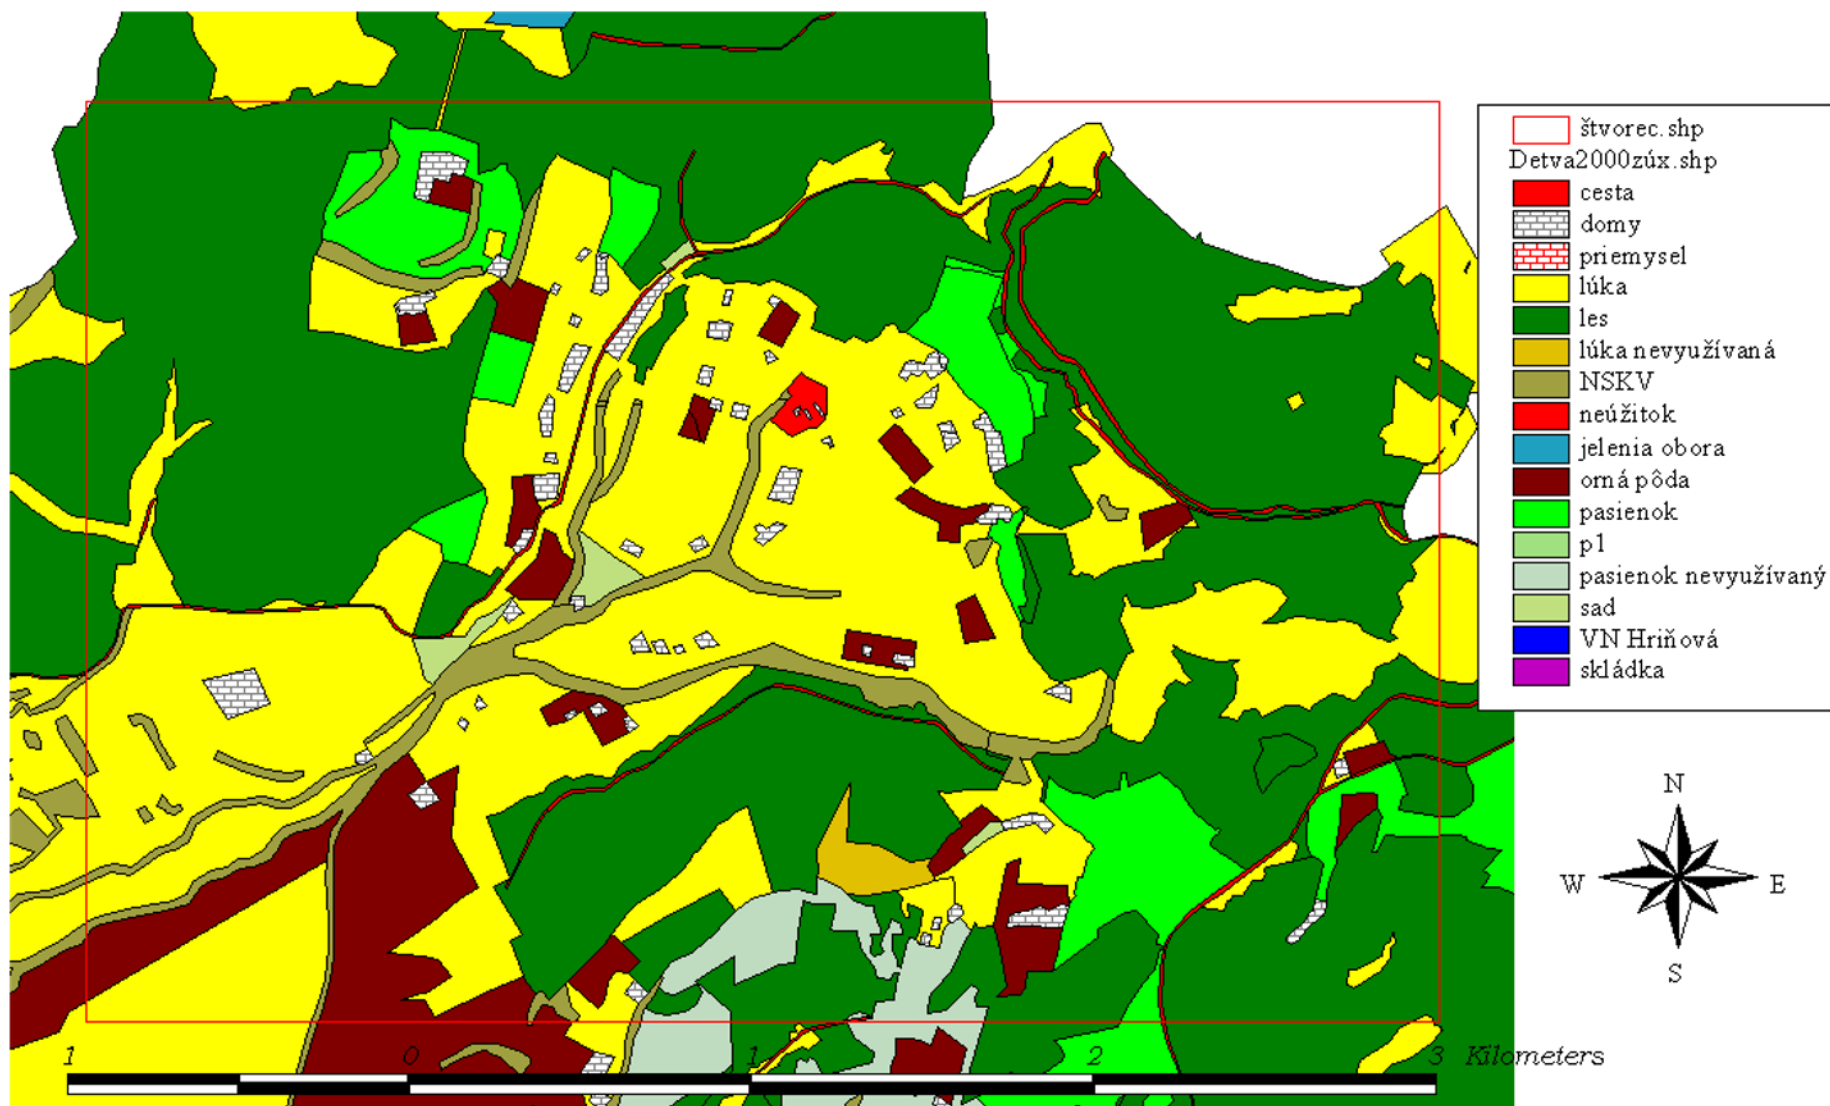 štvorec.shp
Detva2000zúx.shp
cesta
domy
priemysel
lúka
les
lúka nevyužívaná
NSKV
neúžitok
jelenia obora
orná pôda
pasienok
p1
pasienok nevyužívaný
sad
VN Hriňová
skládka
N
W E
S
1 0 1 2 3 Kilometers